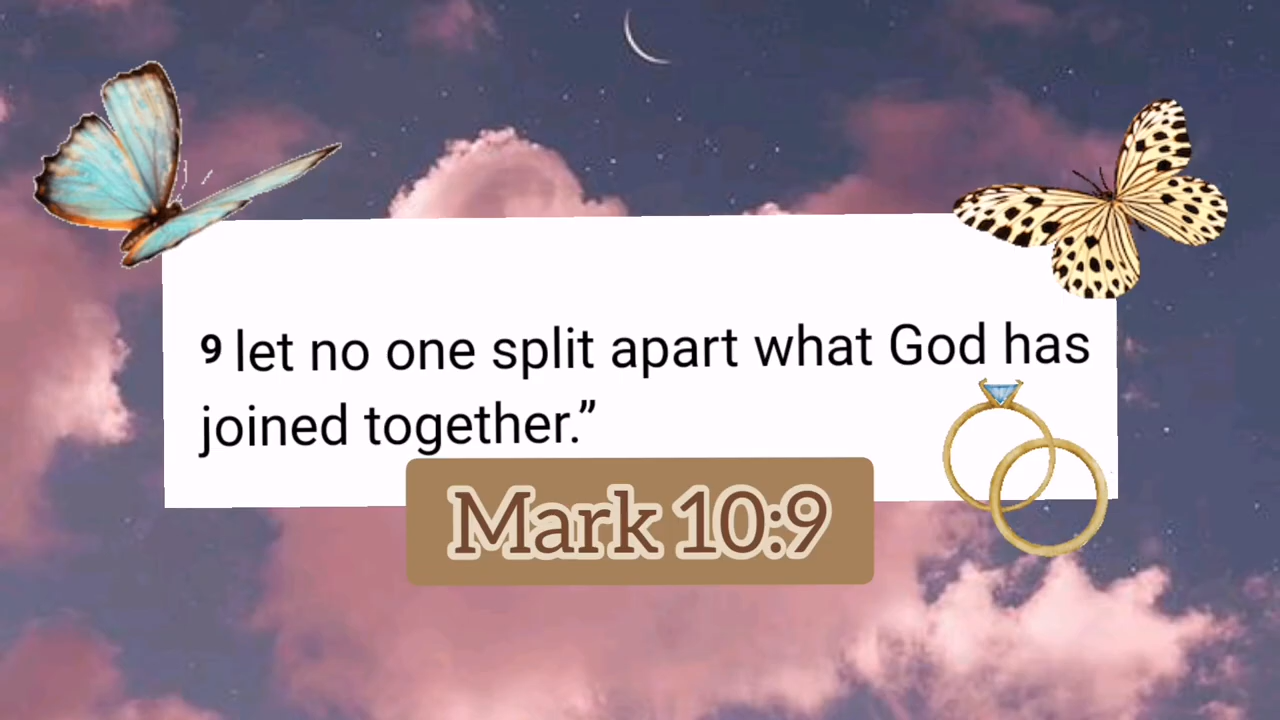 9 let no one split apart what God has
joined together.”
Mark 10:9